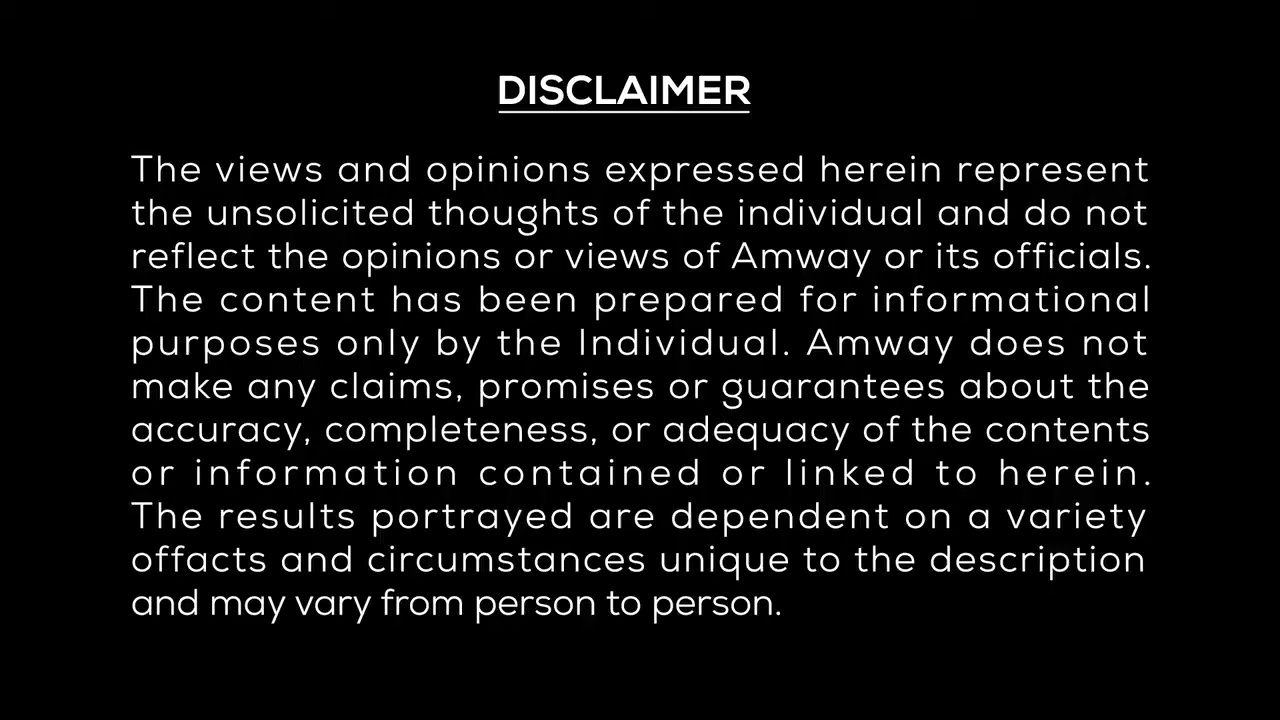 DISCLAIMER
The views and opinions expressed herein represent
the unsolicited thoughts of the individual and do not
reflect the opinions or views of Amway or its officials.
The content has been prepared for informational
purposes only by the Individual. Amway does not
make any claims, promises or guarantees about the
accuracy, completeness, or adequacy of the contents
or information contained or linked to herein.
The results portrayed are dependent on a variety
offacts and circumstances unique to the description
and may vary from person to person.